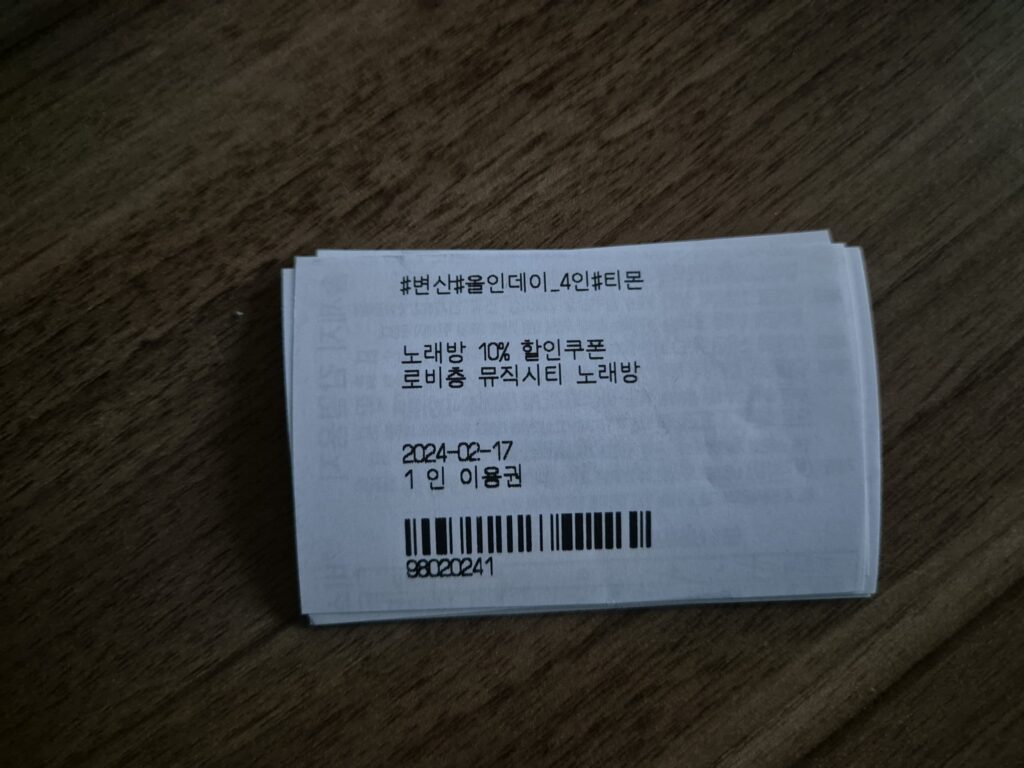 #변산#올인데이_4인#티몬
노래방 10% 할인쿠폰
로비층 뮤직시티 노래방
2024-02-17
1 인 이용권
98020241